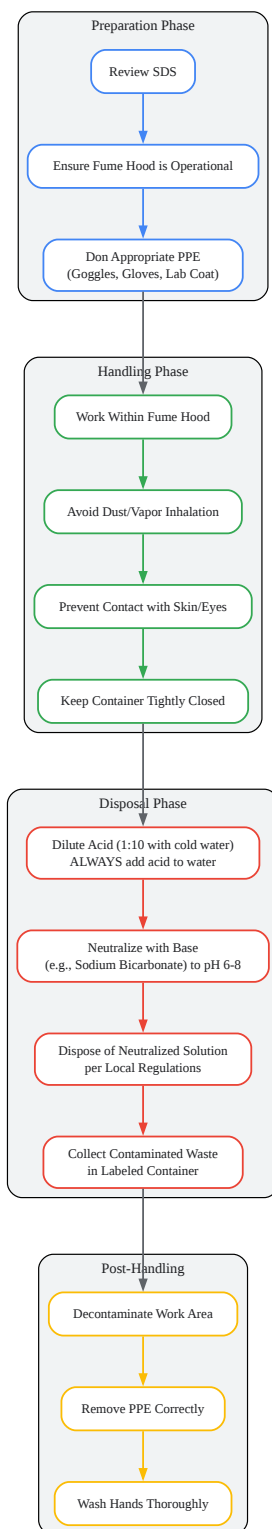 Preparation Phase
Review SDS
Ensure Fume Hood is Operational
Don Appropriate PPE
(Goggles, Gloves, Lab Coat)
Handling Phase
Work Within Fume Hood
Avoid Dust/Vapor Inhalation
Prevent Contact with Skin/Eyes
Keep Container Tightly Closed
Disposal Phase
Dilute Acid (1:10 with cold water)
ALWAYS add acid to water
Neutralize with Base
(e.g., Sodium Bicarbonate) to pH 6-8
Dispose of Neutralized Solution
per Local Regulations
Collect Contaminated Waste
in Labeled Container
Post-Handling
Decontaminate Work Area
Remove PPE Correctly
Wash Hands Thoroughly